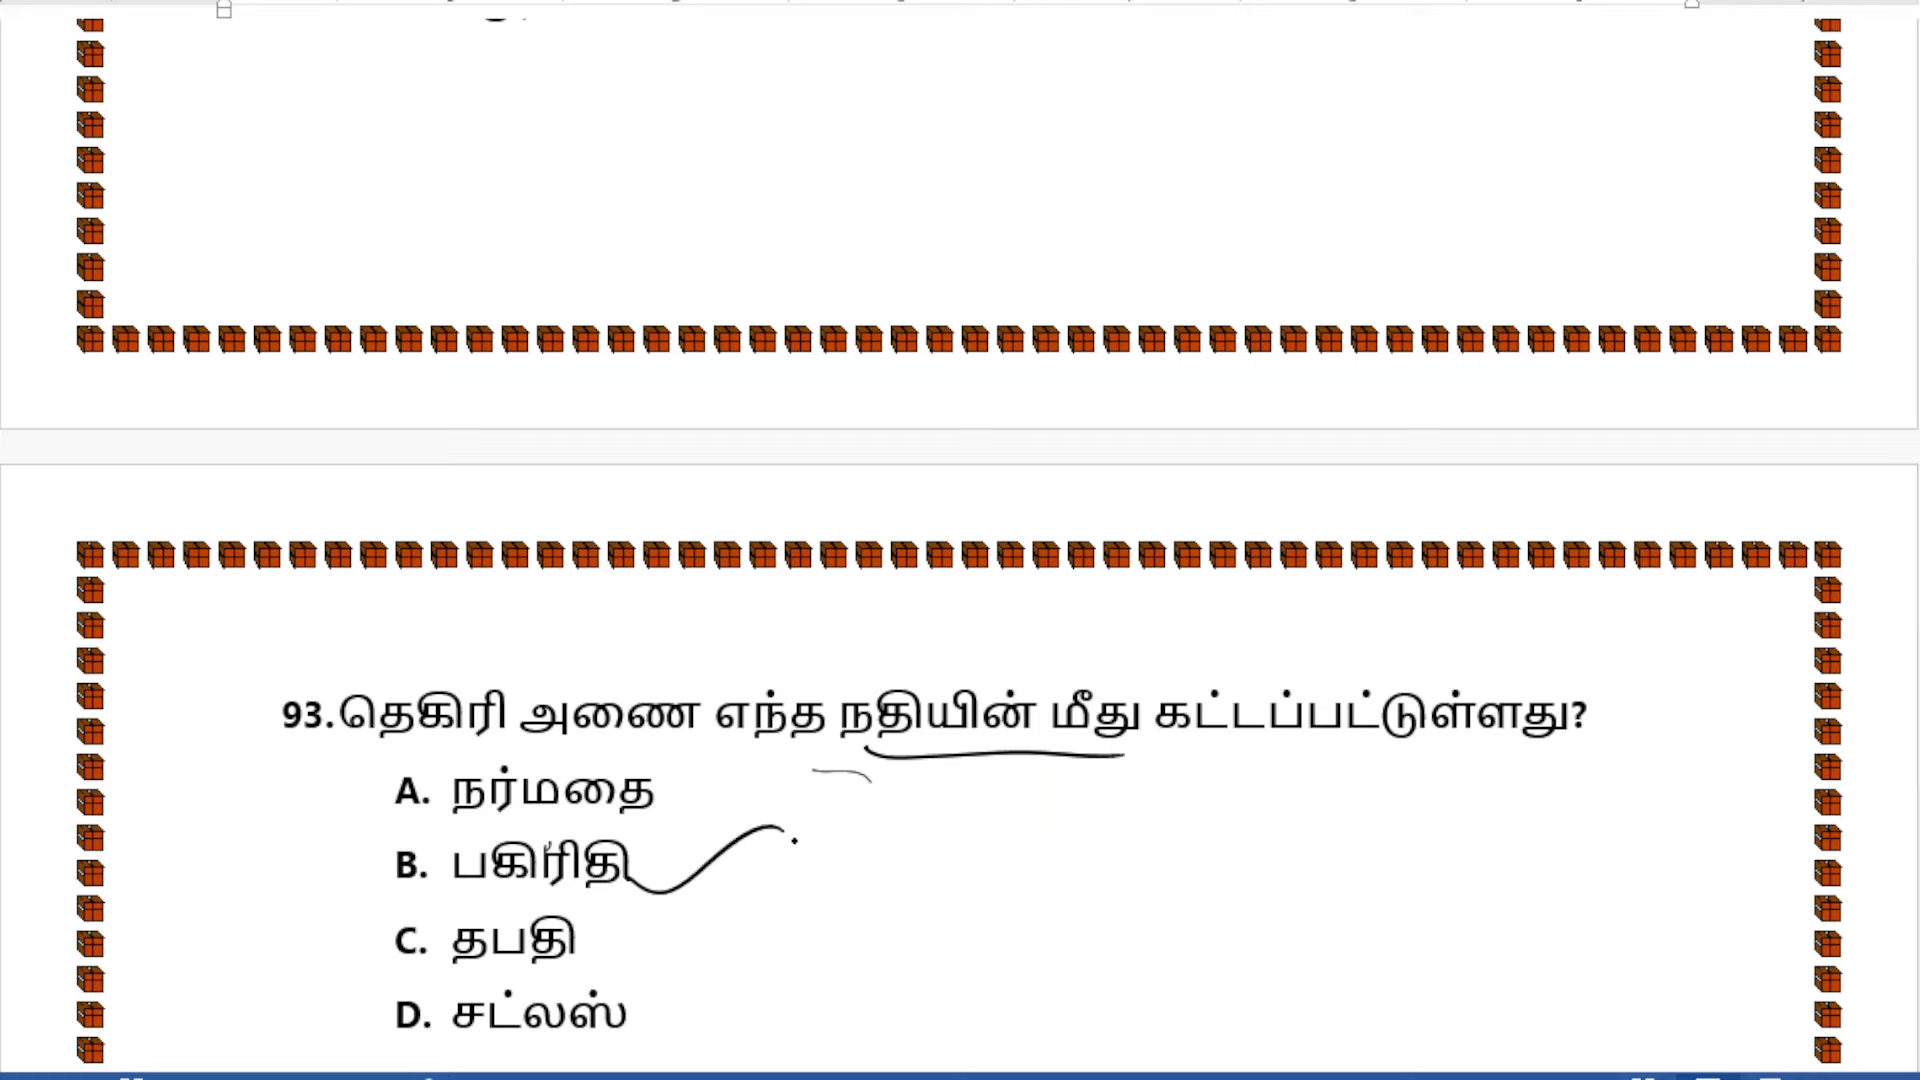 93.தெகிரி அணை எந்த நதியின் மீது கட்டப்பட்டுள்ளது?
A. நர்மதை
B. பகிரிதி
C. தபதி
D. சட்லஸ்